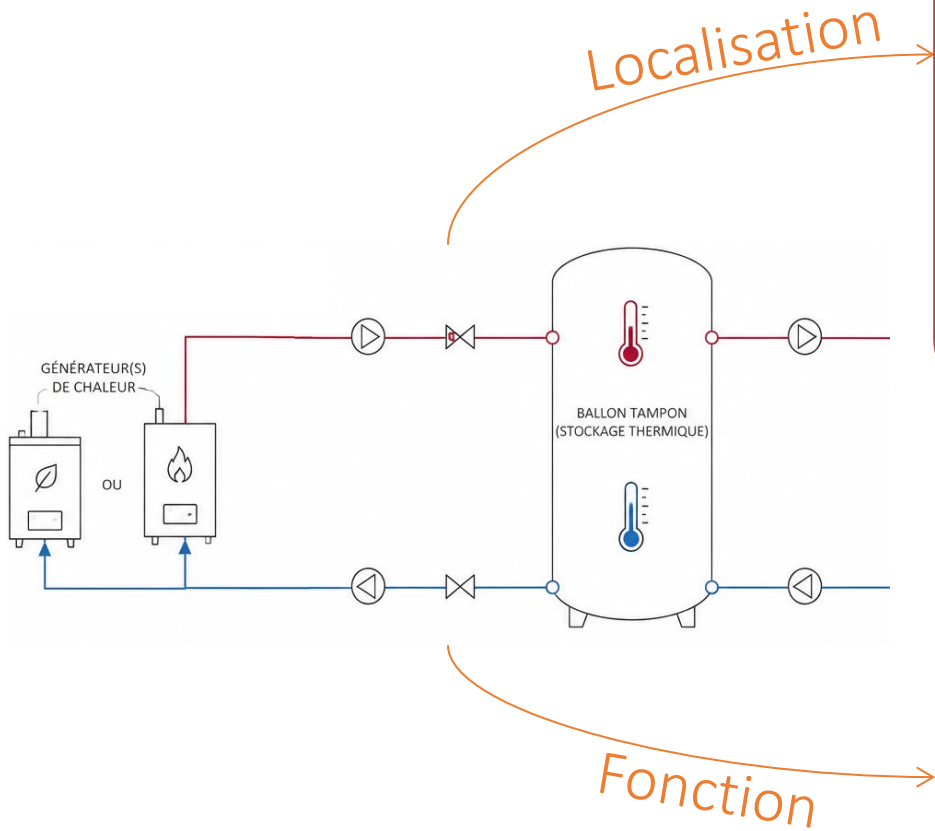 Localisation
GÉNÉRATEUR(S)
DE CHALEUR
OU
BALLON TAMPON
(STOCKAGE THERMIQUE)
Fonction